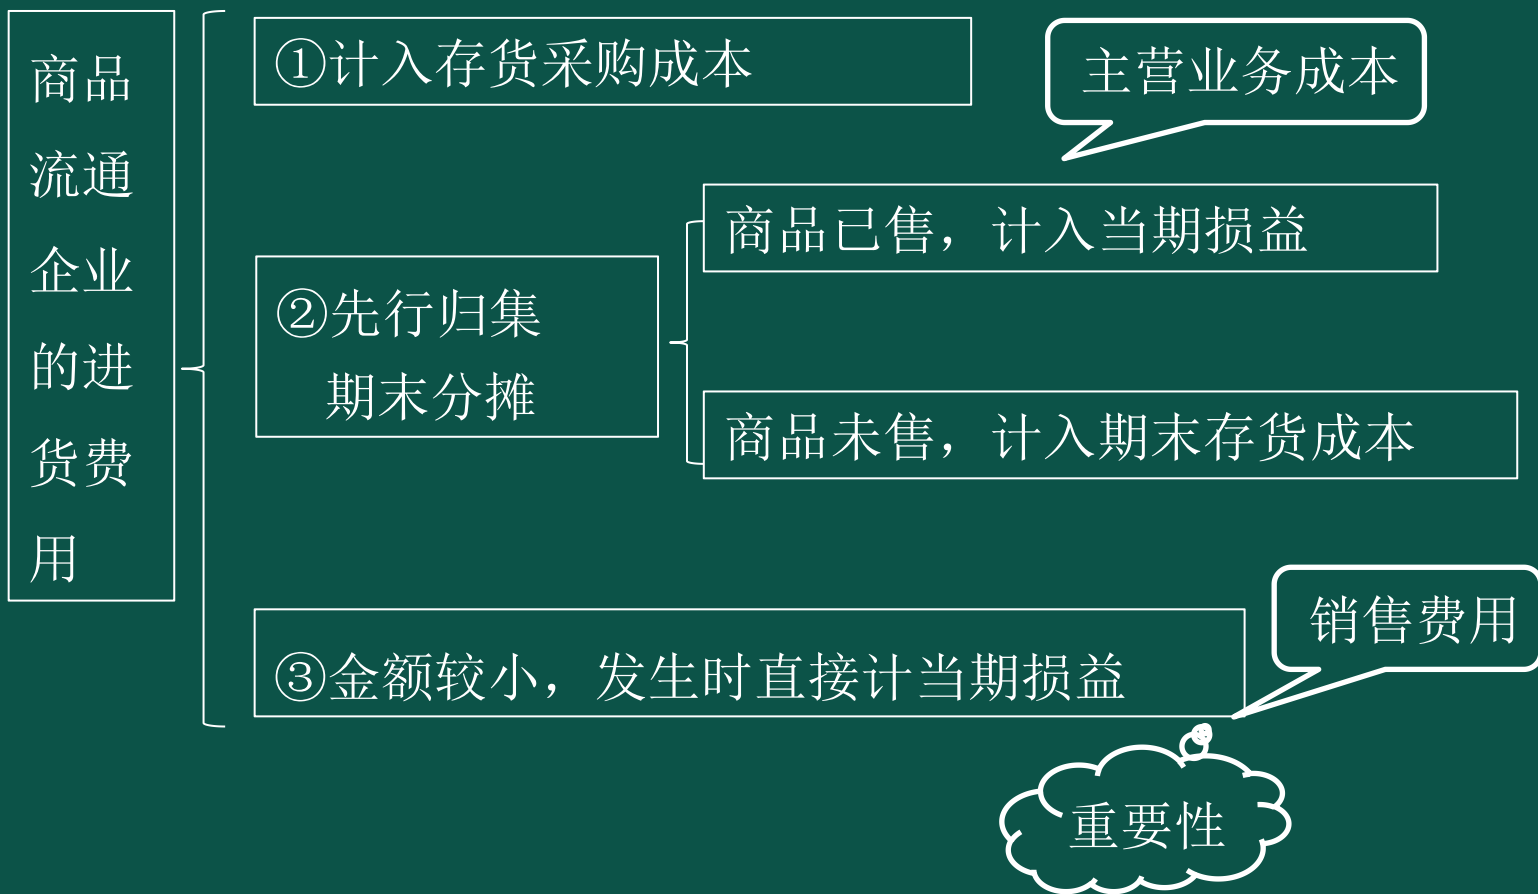 商品
流通
企业
的进
货费
用
①计入存货采购成本
主营业务成本
②先行归集
期末分摊
商品已售，计入当期损益
商品未售，计入期末存货成本
③金额较小，发生时直接计当期损益
销售费用
重要性